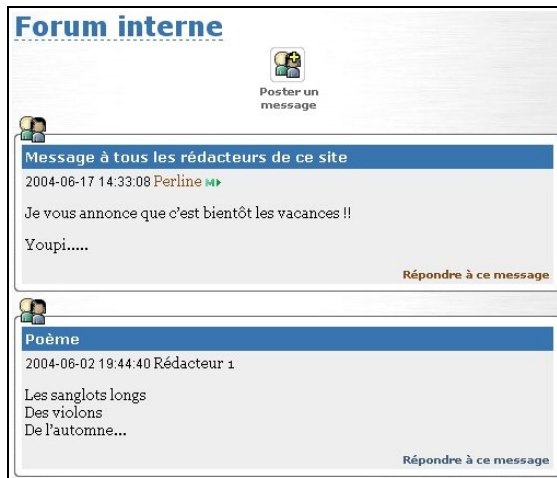 Forum interne
Poster un
message
Message à tous les rédacteurs de ce site
2004-06-17 14:33:08 Perline M
Je vous annonce que c'est bientôt les vacances !!
Youpi.....
Répondre à ce message
Poème
2004-06-02 19:44:40 Rédacteur 1
Les sanglots longs
Des violons
De l'automne...
Répondre à ce message